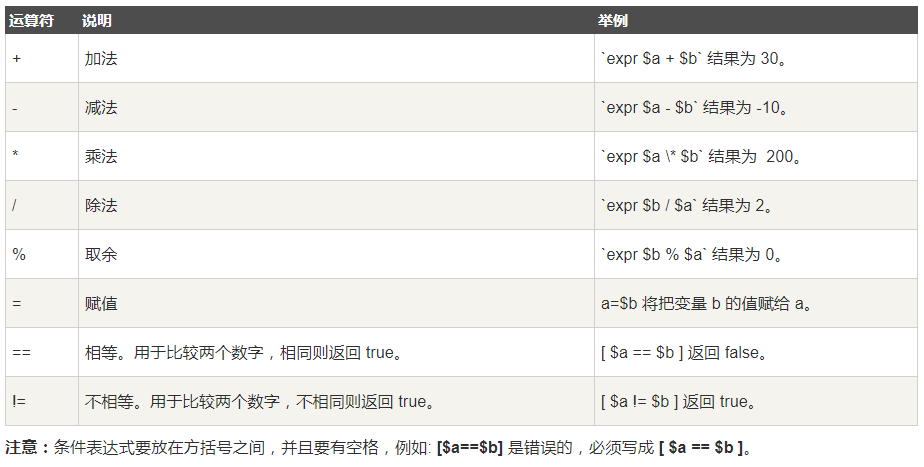 运算符 说明 举例
+ 加法 `expr $a + $b` 结果为 30。
- 减法 `expr $a - $b` 结果为 -10。
* 乘法 `expr $a \* $b` 结果为  200。
/ 除法 `expr $b / $a` 结果为 2。
% 取余 `expr $b % $a` 结果为 0。
= 赋值 a=$b 将把变量 b 的值赋给 a。
== 相等。用于比较两个数字，相同则返回 true。 [ $a == $b ] 返回 false。
!= 不相等。用于比较两个数字，不相同则返回 true。 [ $a != $b ] 返回 true。
注意：条件表达式要放在方括号之间，并且要有空格，例如: [$a==$b] 是错误的，必须写成 [ $a == $b ]。